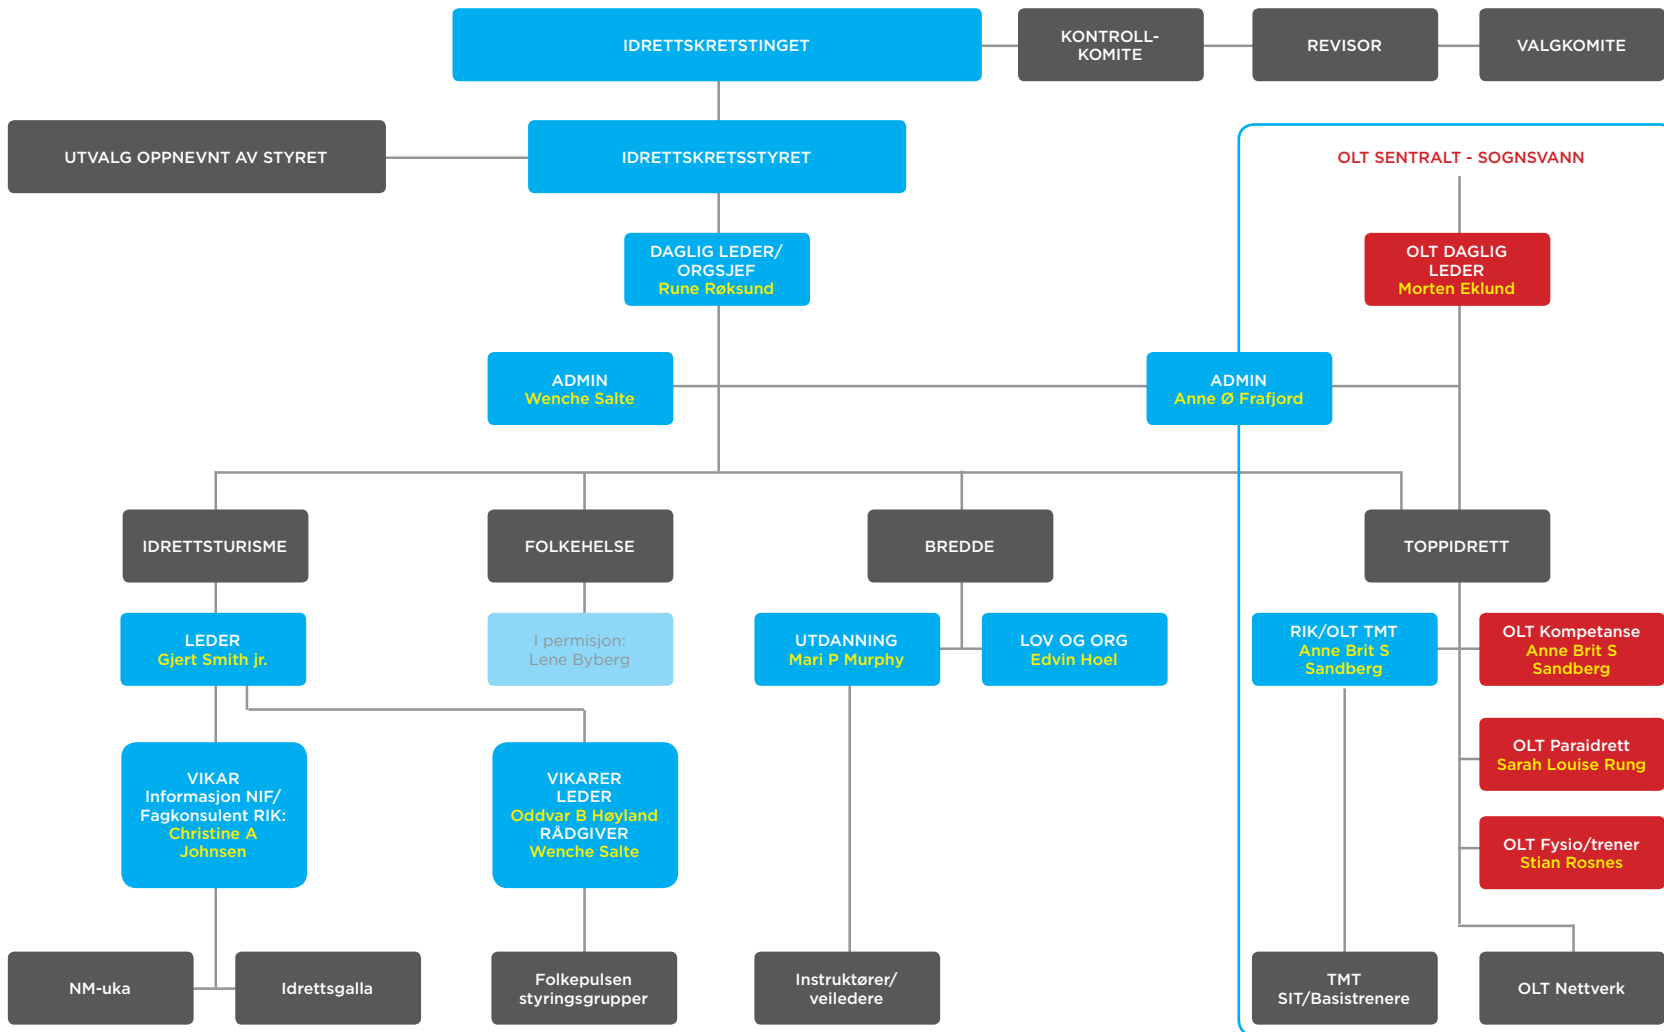 IDRETTSKRETSTINGET
KONTROLL-
KOMITE
REVISOR
VALGKOMITE
UTVALG OPPNEVNT AV STYRET
IDRETTSKRETSSTYRET
OLT SENTRALT - SOGNSVANN
DAGLIG LEDER/
ORGSJEF
Rune Røksund
OLT DAGLIG
LEDER
Morten Eklund
ADMIN
Wenche Salte
ADMIN
Anne Ø Frafjord
IDRETTSTURISME
FOLKEHELSE
BREDDE
TOPPIDRETT
LEDER
Gjert Smith jr.
I permisjon:
Lene Byberg
UTDANNING
Mari P Murphy
LOV OG ORG
Edvin Hoel
RIK/OLT TMT
Anne Brit S
Sandberg
OLT Kompetanse
Anne Brit S
Sandberg
OLT Paraidrett
Sarah Louise Rung
VIKAR
Informasjon NIF/
Fagkonsulent RIK:
Christine A
Johnsen
VIKARER
LEDER
Oddvar B Høyland
RÅDGIVER
Wenche Salte
OLT Fysio/trener
Stian Rosnes
NM-uka
Idrettsgalla
Folkepulsen
styringsgrupper
Instruktører/
veiledere
TMT
SIT/Basistrenere
OLT Nettverk